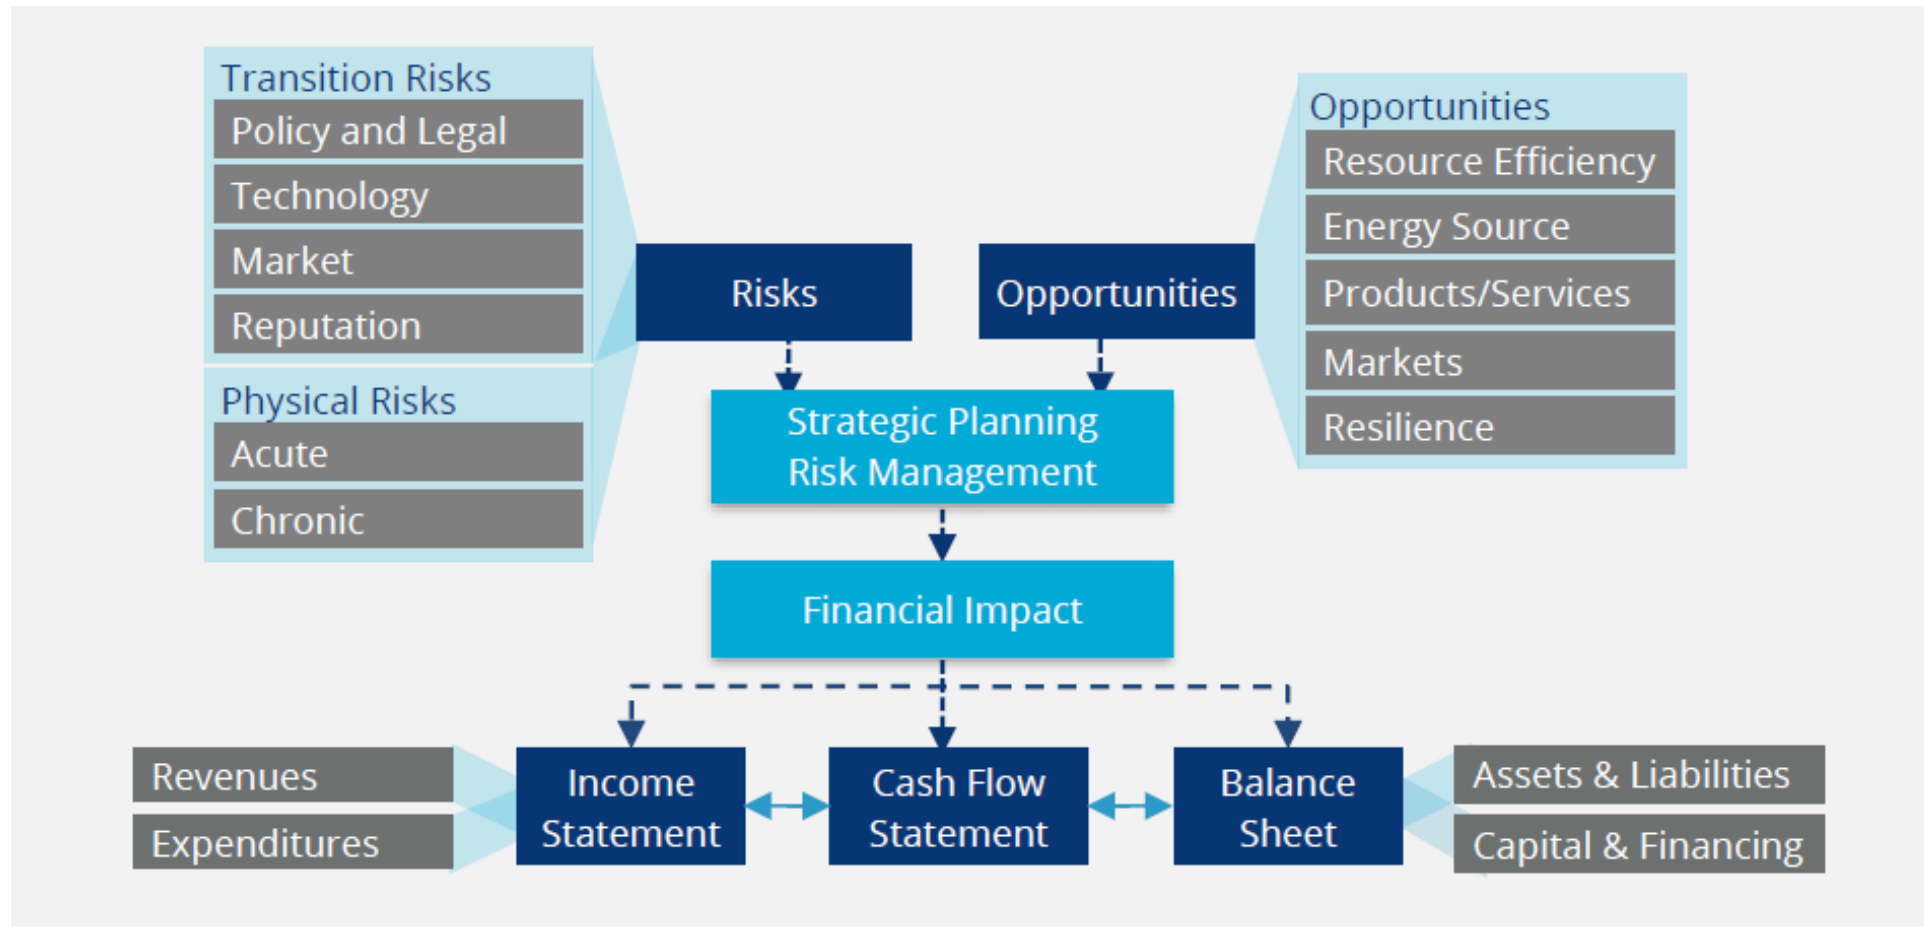 Transition Risks
Policy and Legal
Technology
Market
Reputation
Physical Risks
Acute
Chronic
Risks
Opportunities
Opportunities
Resource Efficiency
Energy Source
Products/Services
Markets
Resilience
Strategic Planning
Risk Management
Financial Impact
Revenues
Expenditures
Income
Statement
Cash Flow
Statement
Balance
Sheet
Assets & Liabilities
Capital & Financing